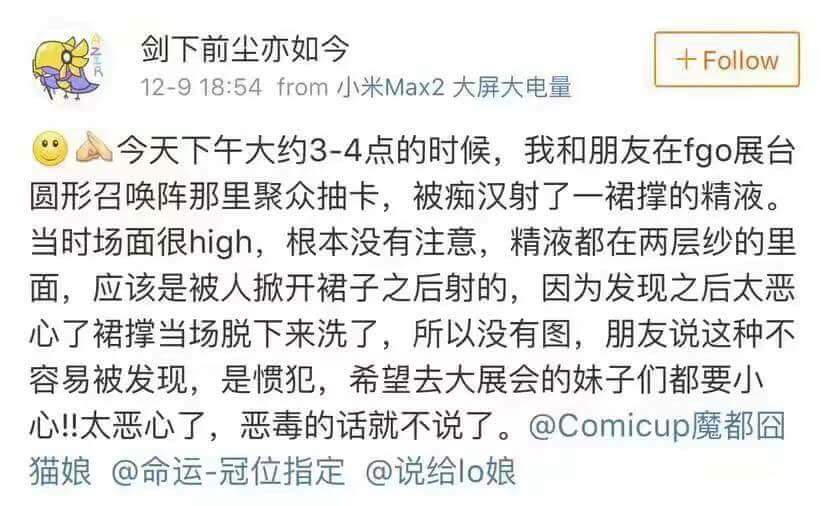 剑下前尘亦如今
AZIR
+Follow
12-9 18:54 from 小米Max2 大屏大电量
今天下午大约3-4点的时候，我和朋友在fgo展台
圆形召唤阵那里聚众抽卡，被痴汉射了一裙撑的精液。
当时场面很high，根本没有注意，精液都在两层纱的里
面，应该是被人掀开裙子之后射的，因为发现之后太恶
心了裙撑当场脱下来洗了，所以没有图，朋友说这种不
容易被发现，是惯犯，希望去大展会的妹子们都要小
心!!太恶心了，恶毒的话就不说了。@Comicup魔都囧
猫娘 @命运-冠位指定 @说给lo娘